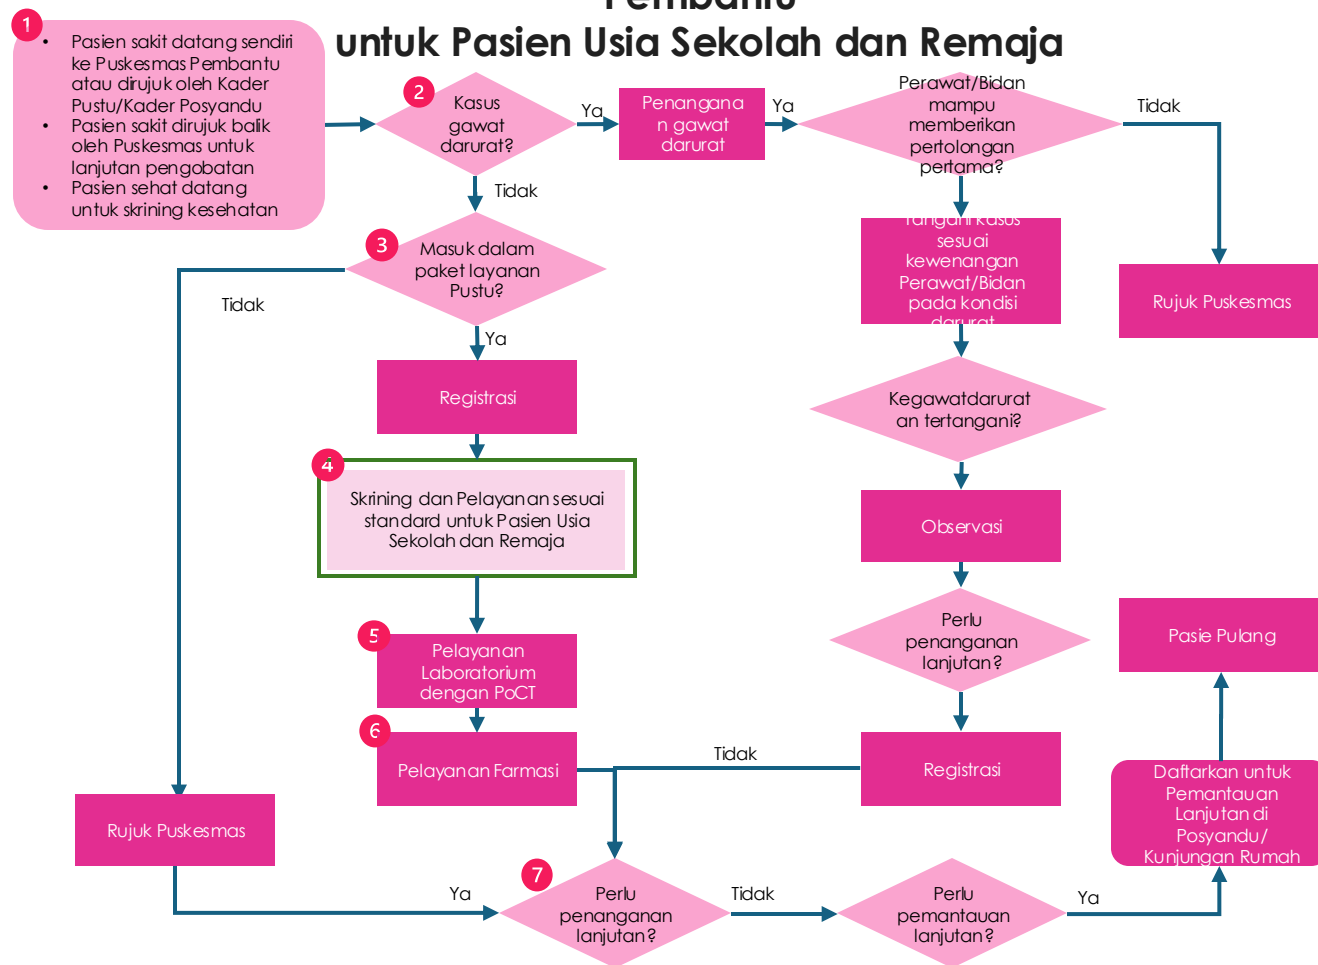 Pembantu
untuk Pasien Usia Sekolah dan Remaja
1
• Pasien sakit datang sendiri
ke Puskesmas Pembantu
atau dirujuk oleh Kader
Pustu/Kader Posyandu
• Pasien sakit dirujuk balik
oleh Puskesmas untuk
lanjutan pengobatan
• Pasien sehat datang
untuk skrining kesehatan
2
Kasus
gawat
darurat?
Ya
Penangana
n gawat
darurat
Ya
Perawat/Bidan
mampu
memberikan
pertolongan
pertama?
Tidak
Tidak
3
Masuk dalam
paket layanan
Pustu?
Tangani kasus
sesuai
kewenangan
Perawat/Bidan
pada kondisi
darurat
Rujuk Puskesmas
Tidak
Ya
Registrasi
Kegawatdarurat
an tertangani?
4
Skrining dan Pelayanan sesuai
standard untuk Pasien Usia
Sekolah dan Remaja
Observasi
5
Pelayanan
Laboratorium
dengan PoCT
Perlu
penanganan
lanjutan?
Pasie Pulang
6
Pelayanan Farmasi
Tidak
Registrasi
Daftarkan untuk
Pemantauan
Lanjutan di
Posyandu/
Kunjungan Rumah
Rujuk Puskesmas
Ya
7
Perlu
penanganan
lanjutan?
Tidak
Perlu
pemantauan
lanjutan?
Ya